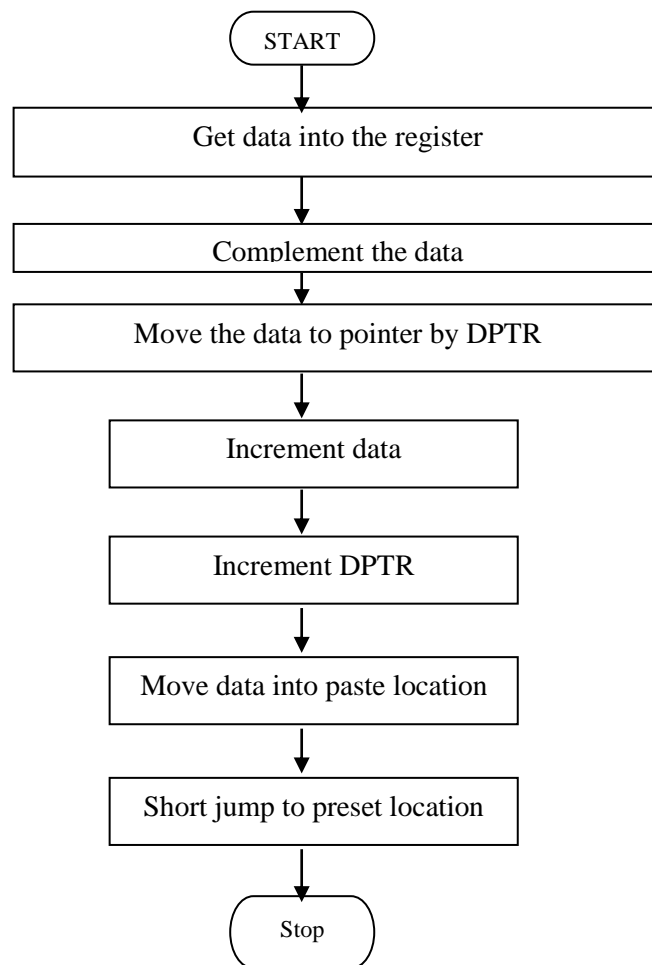 START
Get data into the register
Complement the data
Move the data to pointer by DPTR
Increment data
Increment DPTR
Move data into paste location
Short jump to preset location
Stop